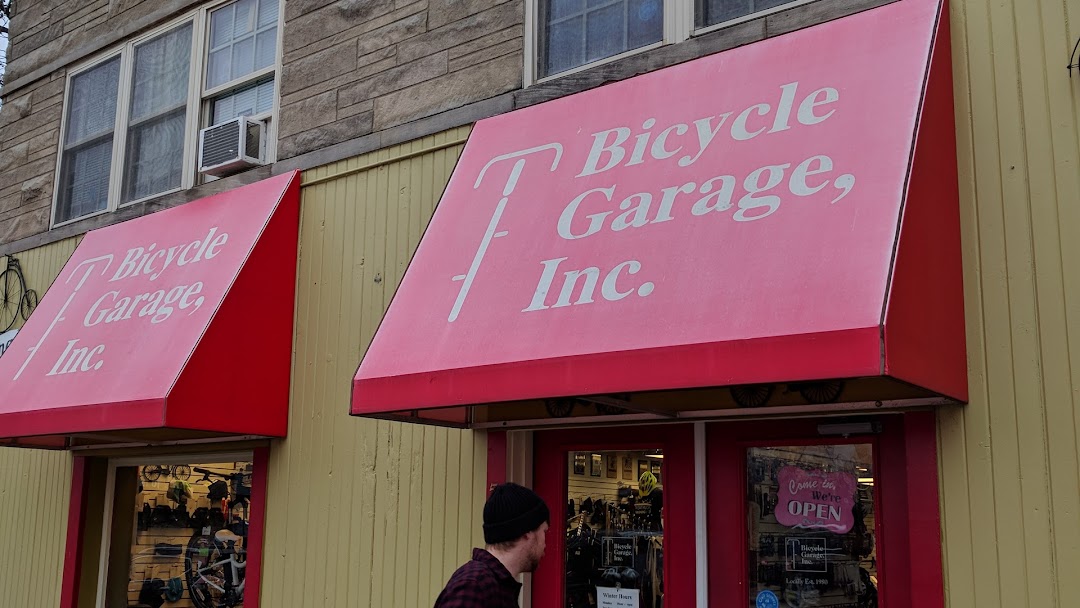 Bicycle
Garage,
Inc.
Bicycle
Garage,
Inc.
Come in,
We're
OPEN
Bicycle
Garage,
Inc.
Bicycle
Garage,
Inc.
Winter Hours